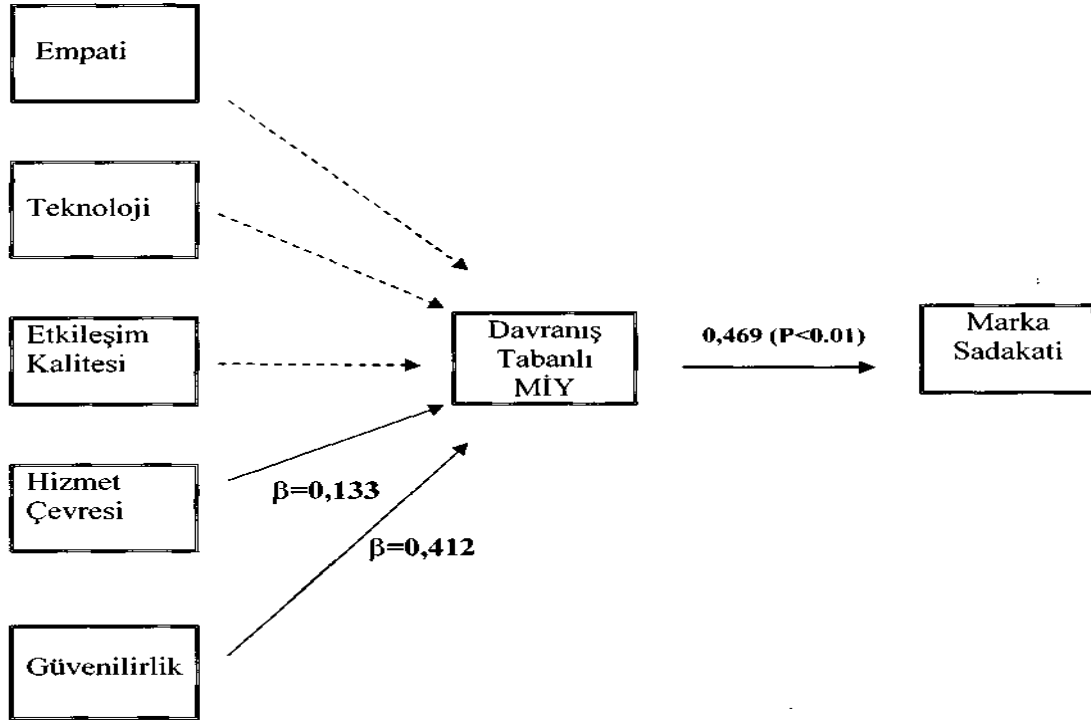 Empati
Teknoloji
Etkileşim
Kalitesi
Hizmet
Çevresi
Güvenilirlik
β=0,133
β=0,412
Davranış
Tabanlı
MİY
0,469 (P<0.01)
Marka
Sadakati